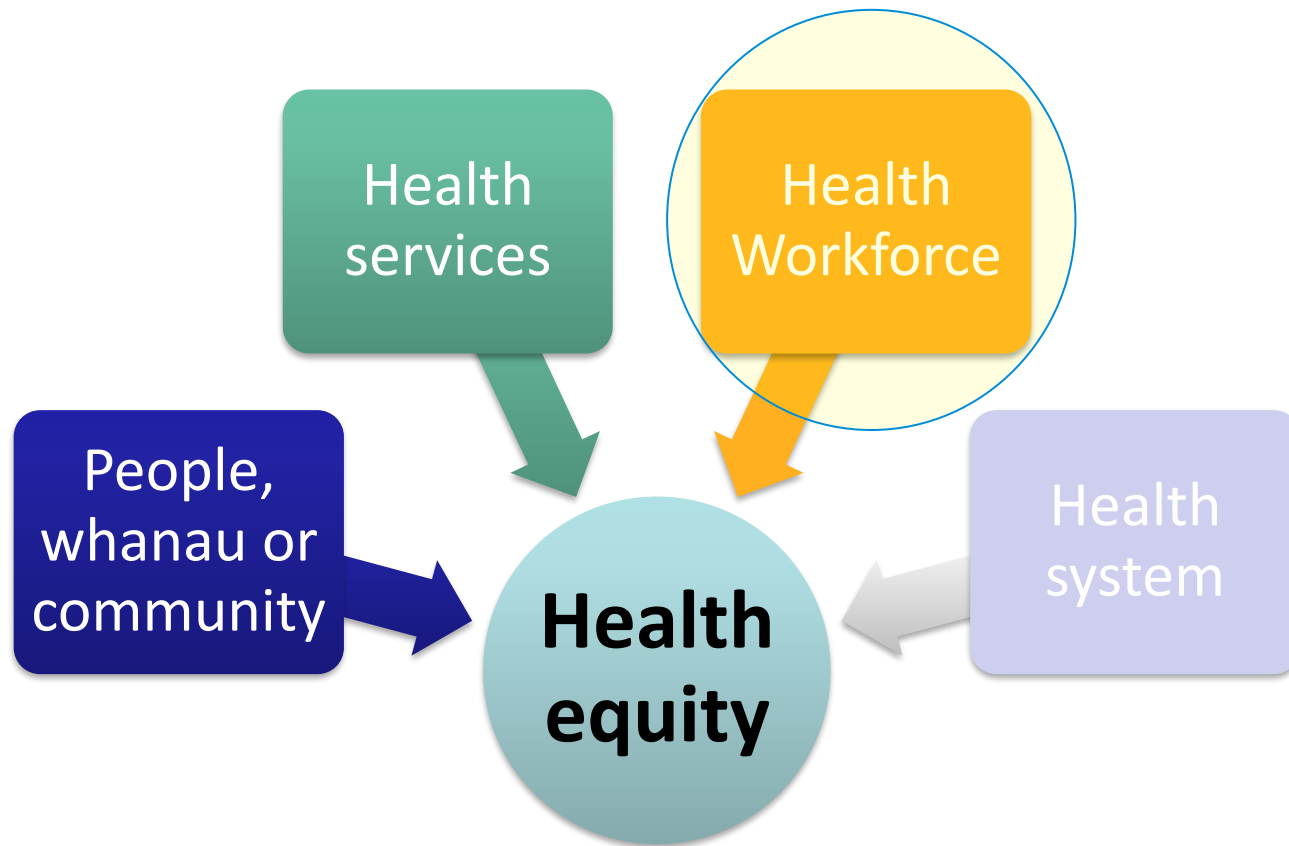 Health
services
Health
Workforce
People,
whanau or
community
Health
system
Health
equity